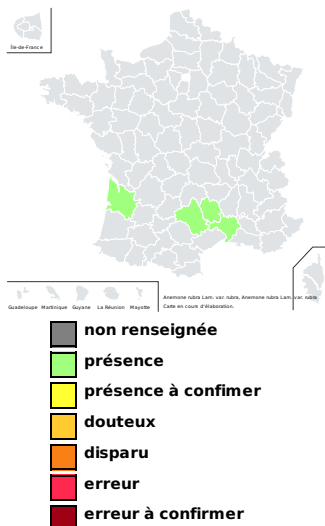 Île-de-France
Guadeloupe Martinique Guyane La Réunion Mayotte
Anemone rubra Lam. var. rubra, Anemone rubra Lam. var. rubra
Carte en cours d'élaboration.
non renseignée
présence
présence à confimer
douteux
disparu
erreur
erreur à confirmer